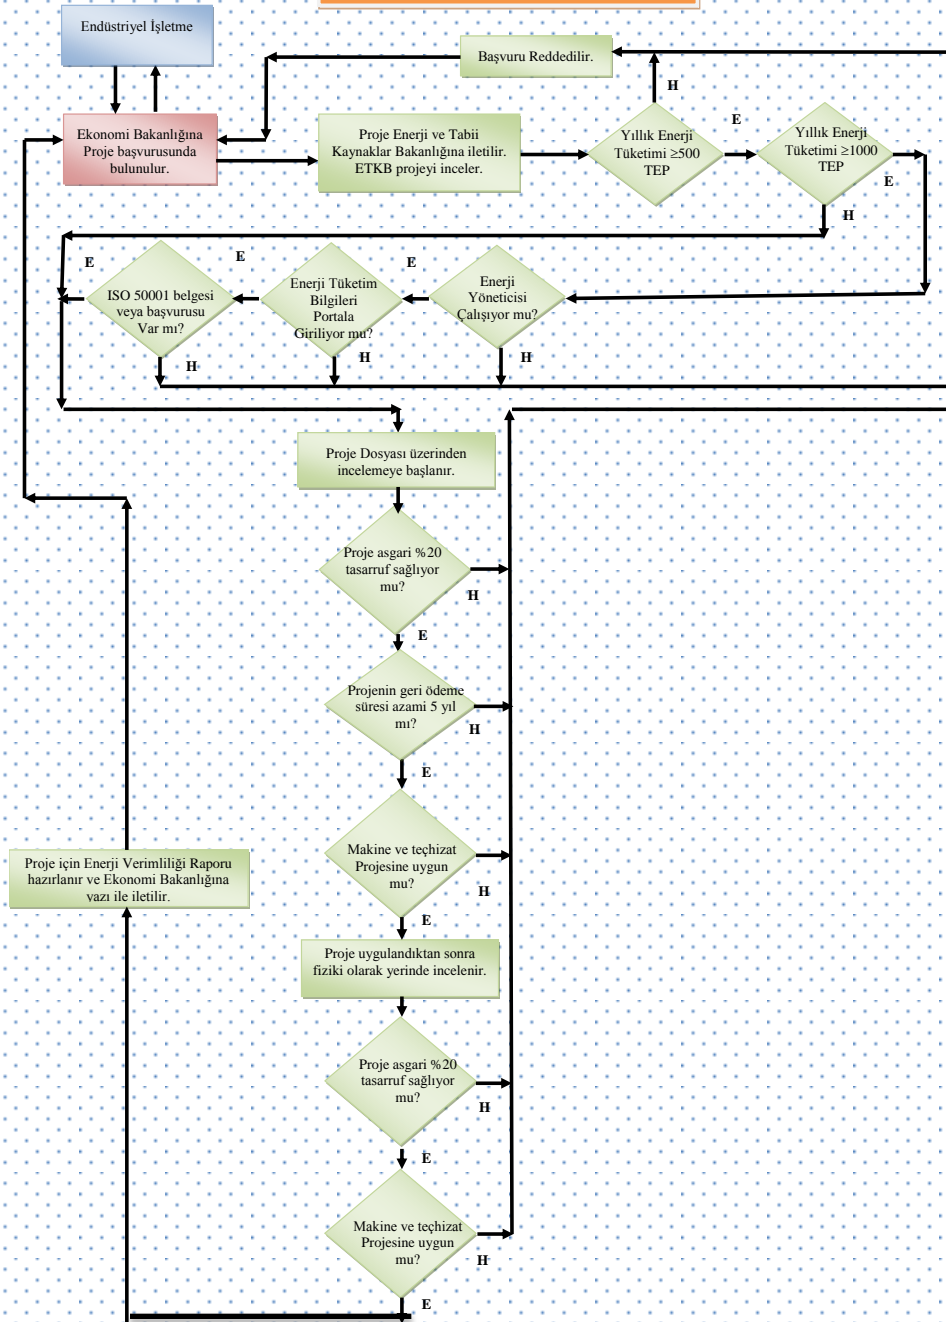 Endüstriyel İşletme
Başvuru Reddedilir.
H
Ekonomi Bakanlığına
Proje başvurusunda
bulunulur.
Proje Enerji ve Tabii
Kaynaklar Bakanlığına iletilir.
ETKB projeyi inceler.
Yıllık Enerji
Tüketimi ≥500
TEP
E
Yıllık Enerji
Tüketimi ≥1000
TEP
E
H
E
ISO 50001 belgesi
veya başvurusu
Var mı?
E
Enerji Tüketim
Bilgileri
Portala
Giriliyor mu?
E
Enerji
Yöneticisi
Çalışıyor mu?
H
H
H
Proje Dosyası üzerinden
incelemeye başlanır.
Proje asgari %20
tasarruf sağlıyor
mu?
H
E
Projenin geri ödeme
süresi azami 5 yıl
mı?
H
E
Makine ve teçhizat
Projesine uygun
mu?
H
E
Proje için Enerji Verimliliği Raporu
hazırlanır ve Ekonomi Bakanlığına
yazı ile iletilir.
Proje uygulandıktan sonra
fiziki olarak yerinde incelenir.
Proje asgari %20
tasarruf sağlıyor
mu?
H
E
Makine ve teçhizat
Projesine uygun
mu?
H
E